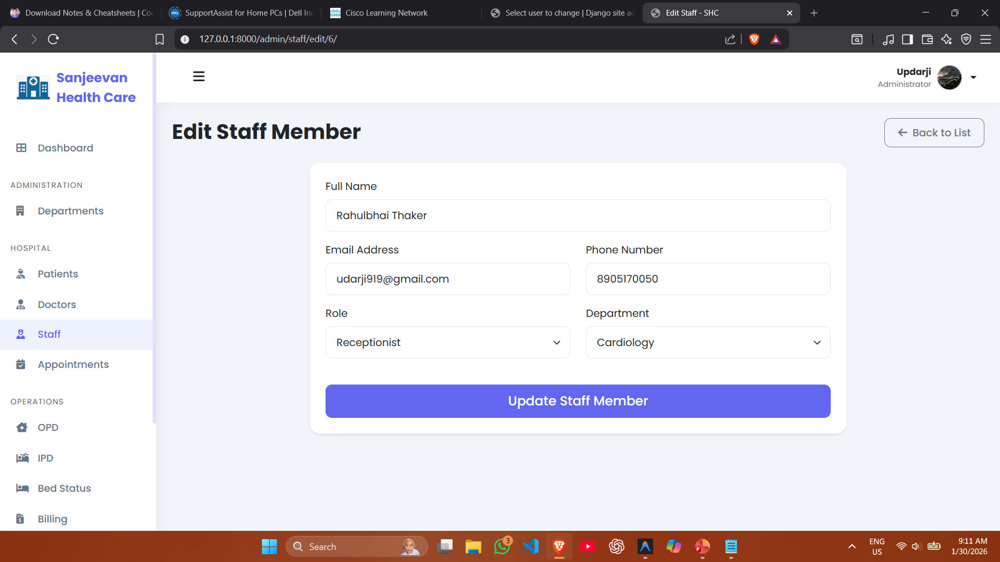 Download Notes & Cheatsheets | Co
SupportAssist for Home PCs | Dell Ind
Cisco Learning Network
Select user to change | Django site a
Edit Staff - SHC
127.0.0.1:8000/admin/staff/edit/6/
Sanjeevan
Health Care
Updarji
Administrator
Edit Staff Member
Back to List
Dashboard
ADMINISTRATION
Departments
HOSPITAL
Patients
Doctors
Staff
Appointments
OPERATIONS
OPD
IPD
Bed Status
Billing
Full Name
Rahulbhai Thaker
Email Address
Phone Number
udarji919@gmail.com
8905170050
Role
Department
Receptionist
Cardiology
Update Staff Member
Search
3
ENG
US
9:11 AM
1/30/2026